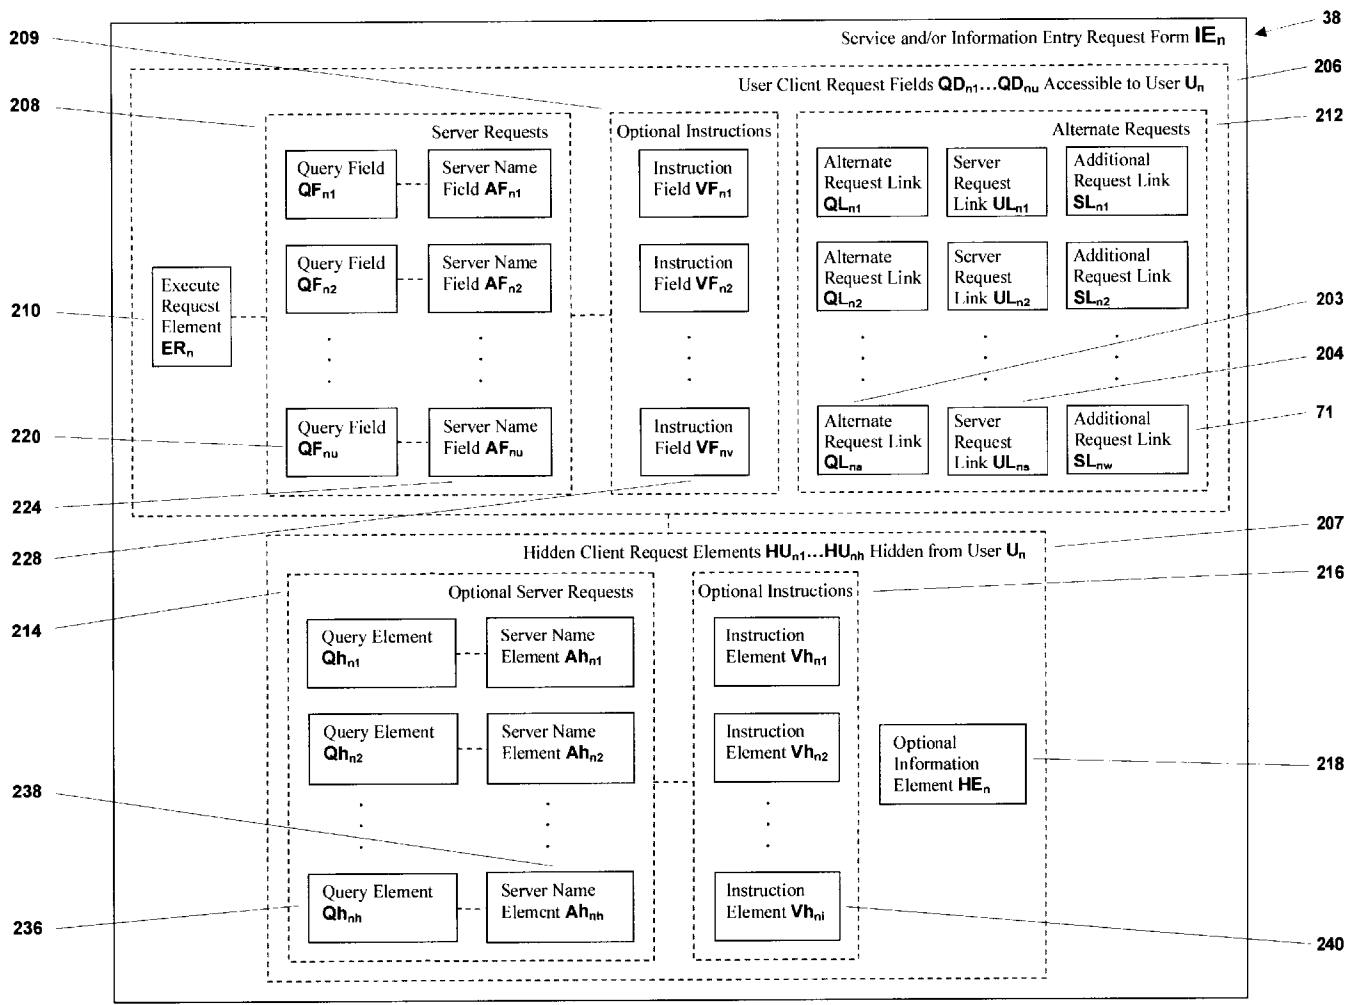 38
Service and/or Information Entry Request Form IEn
209
206
User Client Request Fields QDn1...QDnu Accessible to User Un
208
212
Server Requests
Optional Instructions
Alternate Requests
Query Field
QFn1
Server Name
Field AFn1
Instruction
Field VFn1
Alternate
Request Link
QLn1
Server
Request
Link ULn1
Additional
Request Link
SLn1
Query Field
QFn2
Server Name
Field AFn2
Instruction
Field VFn2
Alternate
Request Link
QLn2
Server
Request
Link ULn2
Additional
Request Link
SLn2
Execute
Request
Element
ERn
210
203
204
71
Query Field
QFnu
Server Name
Field AFnu
Instruction
Field VFnv
Alternate
Request Link
QLna
Server
Request
Link ULns
Additional
Request Link
SLnw
220
224
228
207
Hidden Client Request Elements HUn1...HUnh Hidden from User Un
216
214
Optional Server Requests
Optional Instructions
Query Element
Qhn1
Server Name
Element Ahn1
Instruction
Element Vhn1
Query Element
Qhn2
Server Name
Element Ahn2
Instruction
Element Vhn2
Optional
Information
Element HEn
218
238
Query Element
Qhnh
Server Name
Element Ahnh
Instruction
Element Vhni
236
240